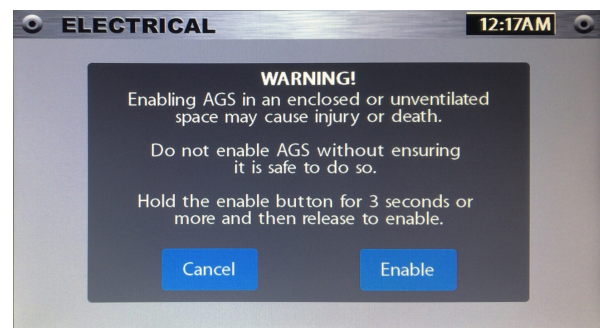 ELECTRICAL 12:17AM
WARNING!
Enabling AGS in an enclosed or unventilated
space may cause injury or death.
Do not enable AGS without ensuring
it is safe to do so.
Hold the enable button for 3 seconds or
more and then release to enable.
Cancel Enable